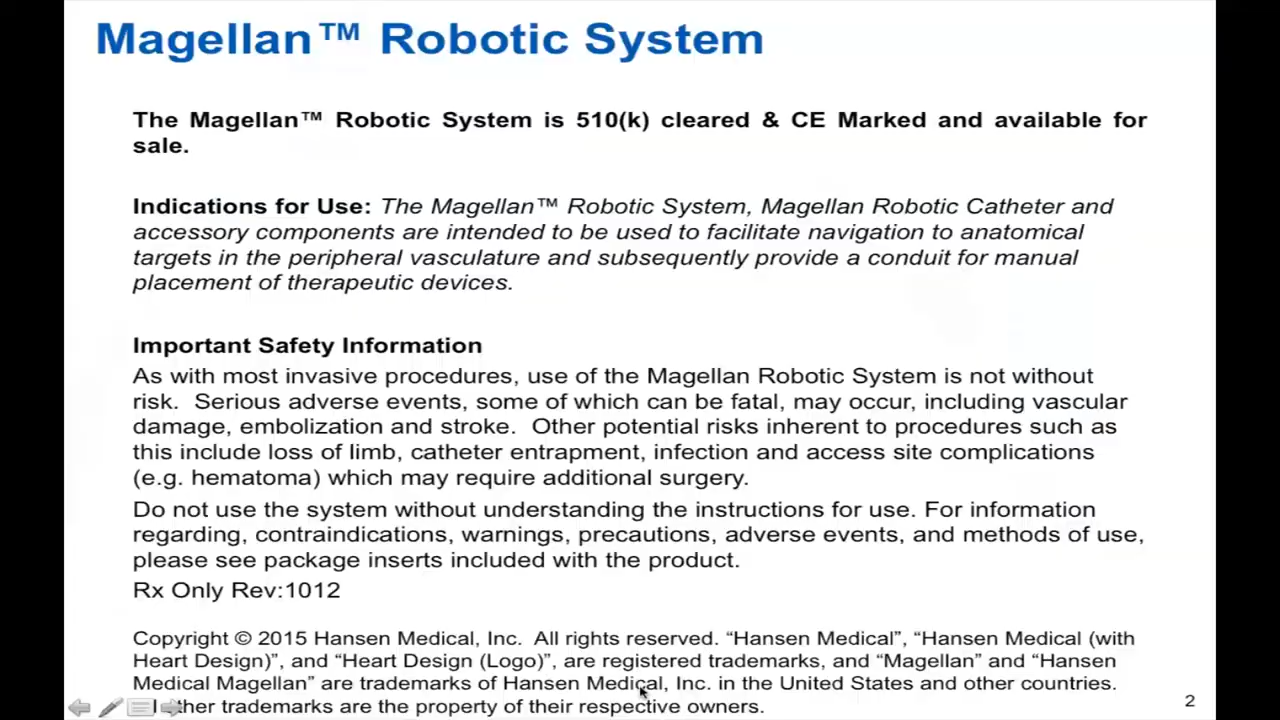 Magellan™ Robotic System
The Magellan™ Robotic System is 510(k) cleared & CE Marked and available for
sale.
Indications for Use: The Magellan™ Robotic System, Magellan Robotic Catheter and
accessory components are intended to be used to facilitate navigation to anatomical
targets in the peripheral vasculature and subsequently provide a conduit for manual
placement of therapeutic devices.
Important Safety Information
As with most invasive procedures, use of the Magellan Robotic System is not without
risk.  Serious adverse events, some of which can be fatal, may occur, including vascular
damage, embolization and stroke.  Other potential risks inherent to procedures such as
this include loss of limb, catheter entrapment, infection and access site complications
(e.g. hematoma) which may require additional surgery.
Do not use the system without understanding the instructions for use. For information
regarding, contraindications, warnings, precautions, adverse events, and methods of use,
please see package inserts included with the product.
Rx Only Rev:1012
Copyright © 2015 Hansen Medical, Inc.  All rights reserved. “Hansen Medical”, “Hansen Medical (with
Heart Design)”, and “Heart Design (Logo)”, are registered trademarks, and “Magellan” and “Hansen
Medical Magellan” are trademarks of Hansen Medical, Inc. in the United States and other countries.
trademarks are the property of their respective owners.
2